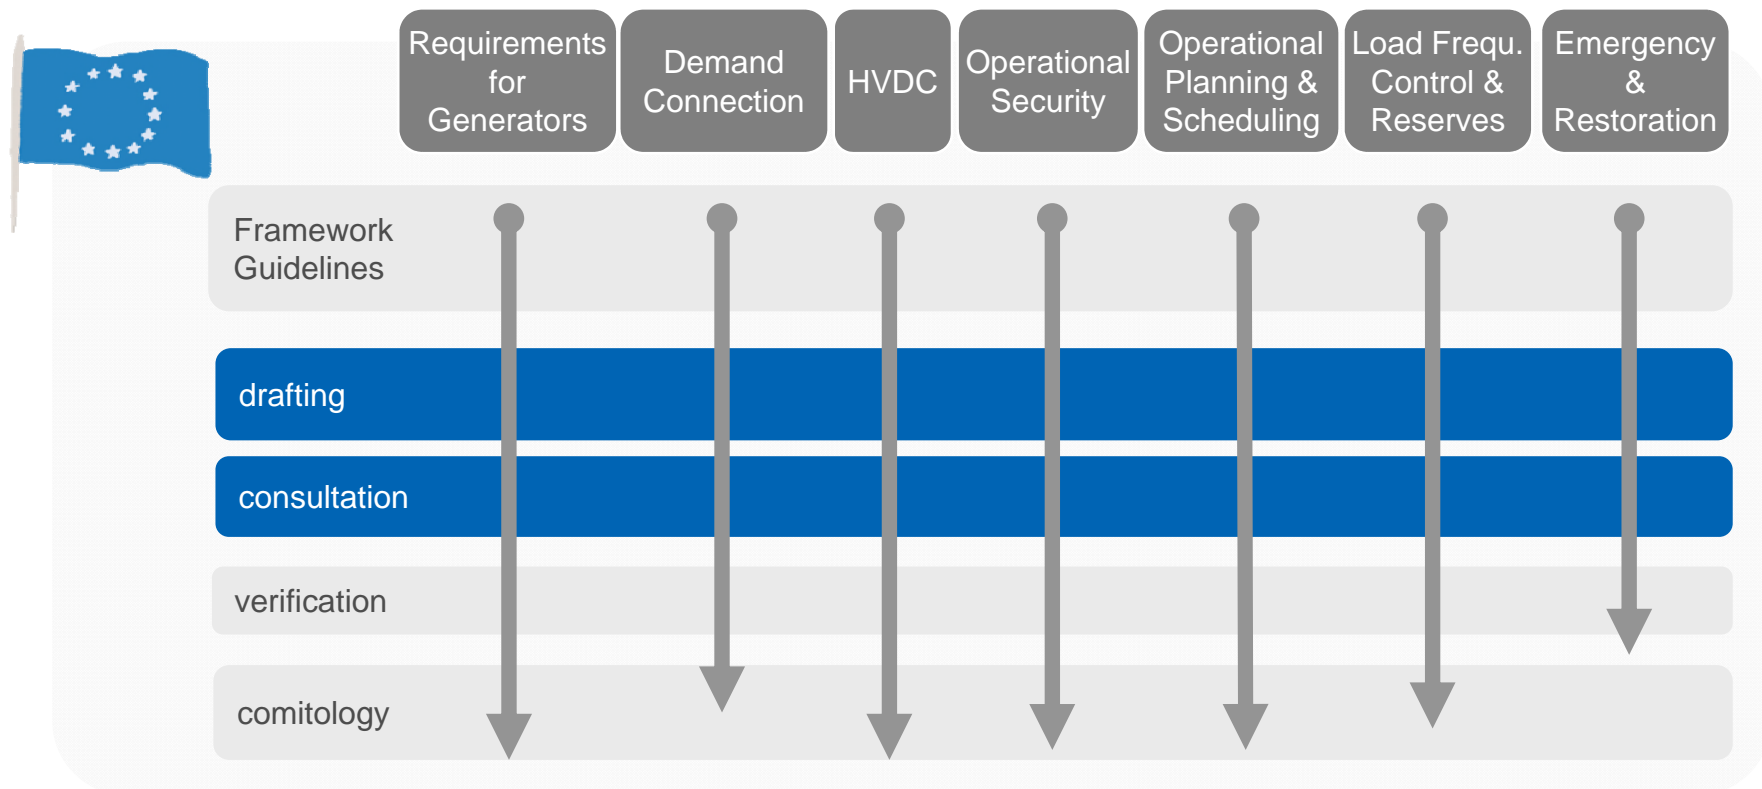 Requirements
for
Generators
Demand
Connection
HVDC
Operational
Security
Operational
Planning &
Scheduling
Load Frequ.
Control &
Reserves
Emergency
&
Restoration
Framework
Guidelines
drafting
consultation
verification
comitology